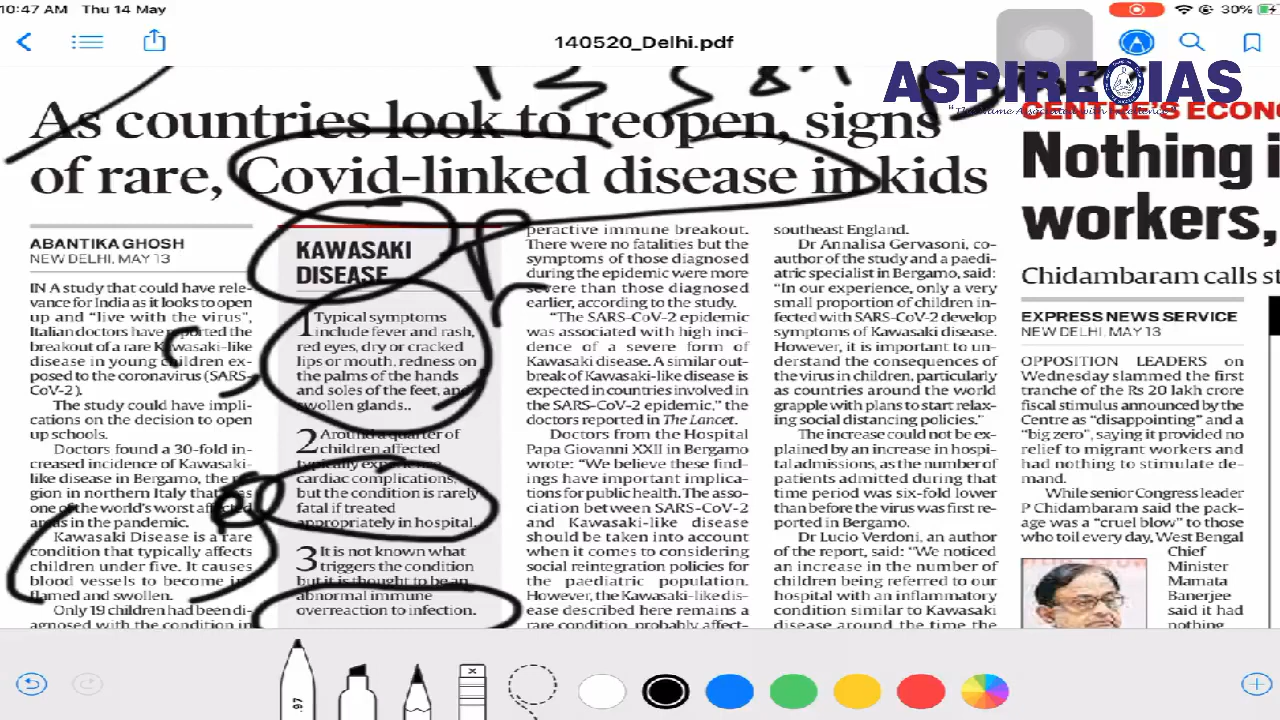 10:47 AM Thu 14 May
30%
140520_Delhi.pdf
ASPIRE IAS
As countries look to reopen, signs
of rare, Covid-linked disease in kids
ABANTIKA GHOSH
NEW DELHI, MAY 13
IN A study that could have rele-
vance for India as it looks to open
up and "live with the virus",
Italian doctors have reported the
breakout of a rare Kawasaki-like
disease in young children ex-
posed to the coronavirus (SARS-
CoV-2).
The study could have impli-
cations on the decision to open
up schools.
Doctors found a 30-fold in-
creased incidence of Kawasaki-
like disease in Bergamo, the re-
gion in northern Italy that was
one of the world's worst affected
areas in the pandemic.
Kawasaki Disease is a rare
condition that typically affects
children under five. It causes
blood vessels to become in-
flamed and swollen.
Only 19 children had been di-
agnosed with the condition in
KAWASAKI
DISEASE
1 Typical symptoms
include fever and rash,
red eyes, dry or cracked
lips or mouth, redness on
the palms of the hands
and soles of the feet, and
swollen glands..
2 Around a quarter of
children affected
typically experience
cardiac complications,
but the condition is rarely
fatal if treated
appropriately in hospital.
3 It is not known what
triggers the condition
but it is thought to be an
abnormal immune
overreaction to infection.
peractive immune breakout.
There were no fatalities but the
symptoms of those diagnosed
during the epidemic were more
severe than those diagnosed
earlier, according to the study.
"The SARS-CoV-2 epidemic
was associated with high inci-
dence of a severe form of
Kawasaki disease. A similar out-
break of Kawasaki-like disease is
expected in countries involved in
the SARS-CoV-2 epidemic," the
doctors reported in The Lancet.
Doctors from the Hospital
Papa Giovanni XXII in Bergamo
wrote: "We believe these find-
ings have important implica-
tions for public health. The asso-
ciation between SARS-CoV-2
and Kawasaki-like disease
should be taken into account
when it comes to considering
social reintegration policies for
the paediatric population.
However, the Kawasaki-like dis-
ease described here remains a
rare condition, probably affect-
southeast England.
Dr Annalisa Gervasoni, co-
author of the study and a paedi-
atric specialist in Bergamo, said:
"In our experience, only a very
small proportion of children in-
fected with SARS-CoV-2 develop
symptoms of Kawasaki disease.
However, it is important to un-
derstand the consequences of
the virus in children, particularly
as countries around the world
grapple with plans to start relax-
ing social distancing policies."
The increase could not be ex-
plained by an increase in hospi-
tal admissions, as the number of
patients admitted during that
time period was six-fold lower
than before the virus was first re-
ported in Bergamo.
Dr Lucio Verdoni, an author
of the report, said: "We noticed
an increase in the number of
children being referred to our
hospital with an inflammatory
condition similar to Kawasaki
disease around the time the
CENTRE'S ECONO
Nothing i
workers,
Chidambaram calls st
EXPRESS NEWS SERVICE
NEW DELHI, MAY 13
OPPOSITION LEADERS on
Wednesday slammed the first
tranche of the Rs 20 lakh crore
fiscal stimulus announced by the
Centre as "disappointing" and a
"big zero", saying it provided no
relief to migrant workers and
had nothing to stimulate de-
mand.
While senior Congress leader
P Chidambaram said the pack-
age was a "cruel blow" to those
who toil every day, West Bengal
Chief
Minister
Mamata
Banerjee
said it had
nothing